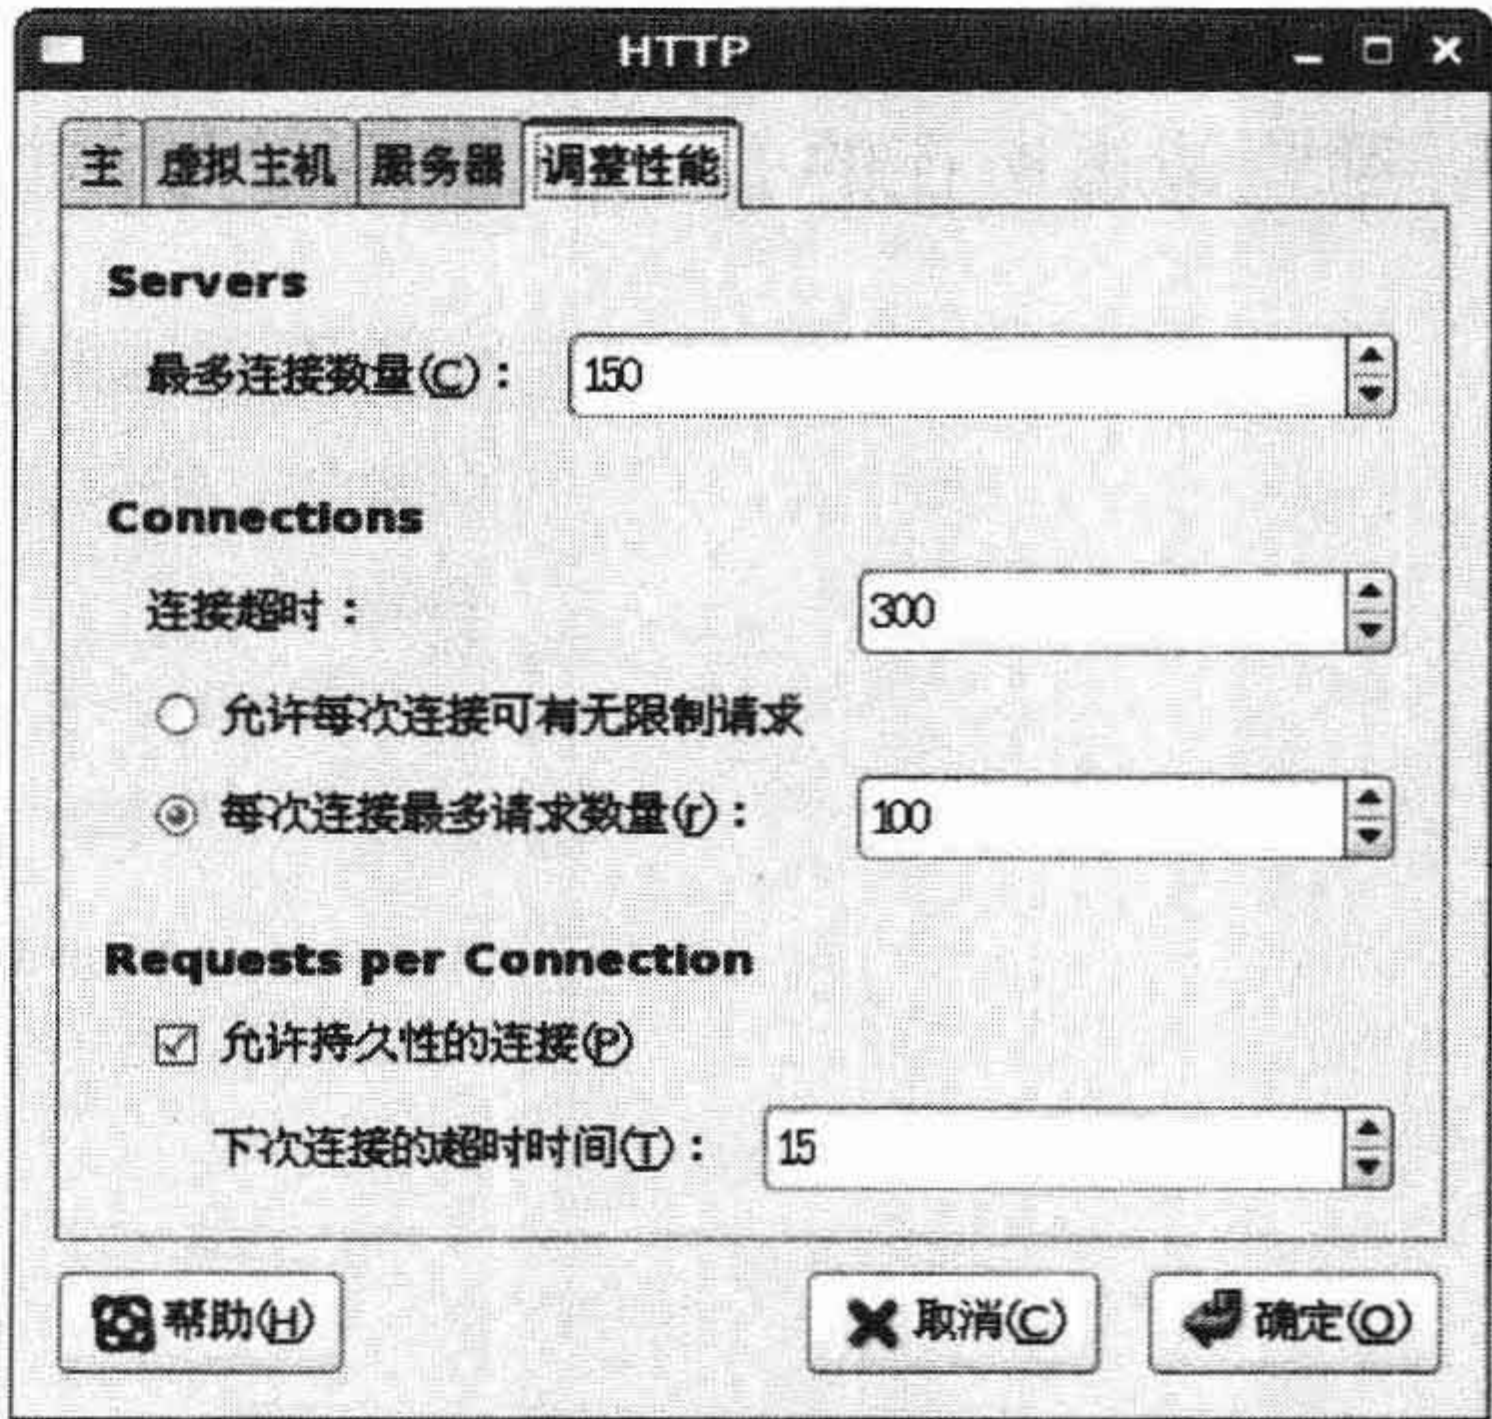 HTTP
主 虚拟主机 服务器 调整性能
Servers
最多连接数量(C)： 150
Connections
连接超时： 300
允许每次连接可有无限制请求
每次连接最多请求数量(r)： 100
Requests per Connection
允许持久性的连接(P)
下次连接的超时时间(T)： 15
帮助(H) 取消(C) 确定(O)